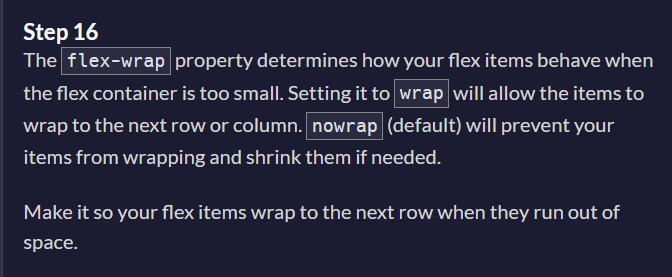 Step 16
The flex-wrap property determines how your flex items behave when
the flex container is too small. Setting it to wrap will allow the items to
wrap to the next row or column. nowrap (default) will prevent your
items from wrapping and shrink them if needed.
Make it so your flex items wrap to the next row when they run out of
space.